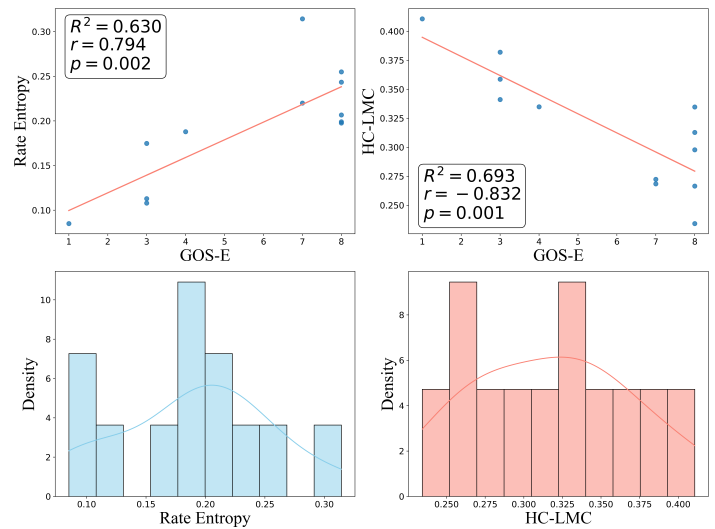 R² = 0.630
r = 0.794
p = 0.002
Rate Entropy
0.30
0.25
0.20
0.15
0.10
1 2 3 4 5 6 7 8
GOS-E
R² = 0.693
r = −0.832
p = 0.001
HC-LMC
0.400
0.375
0.350
0.325
0.300
0.275
0.250
1 2 3 4 5 6 7 8
GOS-E
Density
10
8
6
4
2
0
0.10 0.15 0.20 0.25 0.30
Rate Entropy
Density
8
6
4
2
0
0.250 0.275 0.300 0.325 0.350 0.375 0.400
HC-LMC